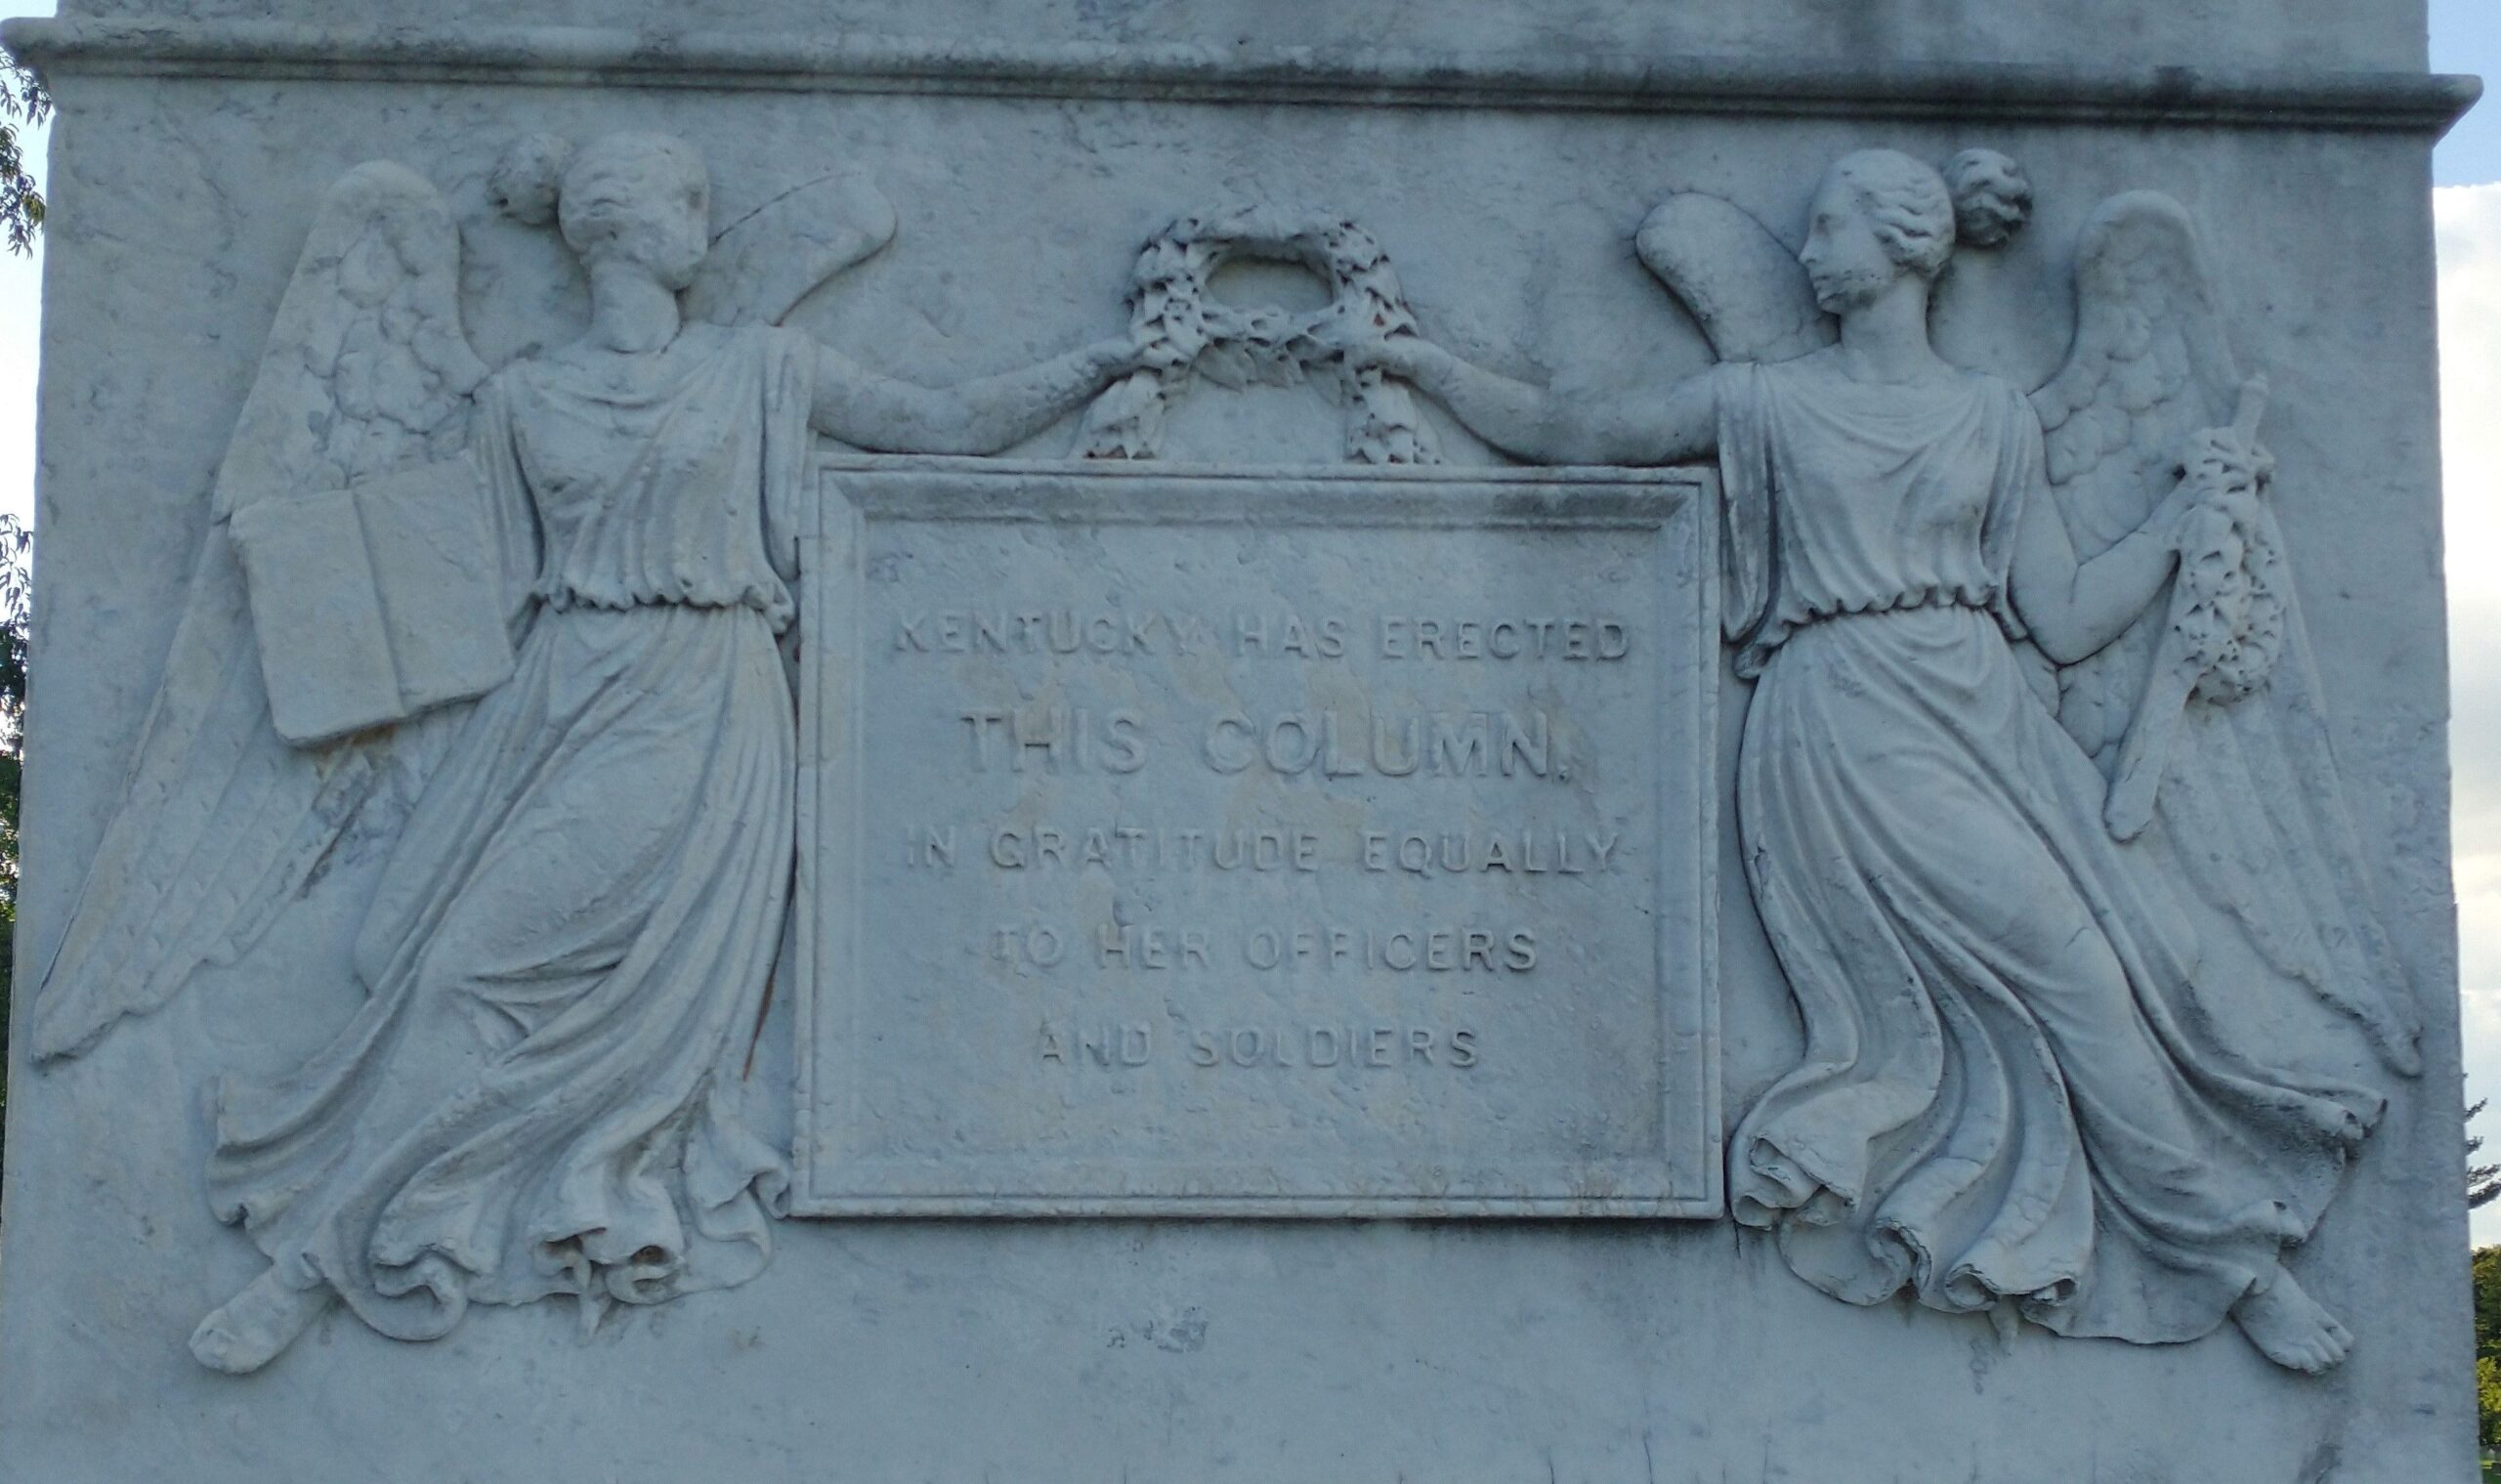 KENTUCKY HAS ERECTED
THIS COLUMN,
IN GRATITUDE EQUALLY
TO HER OFFICERS
AND SOLDIERS